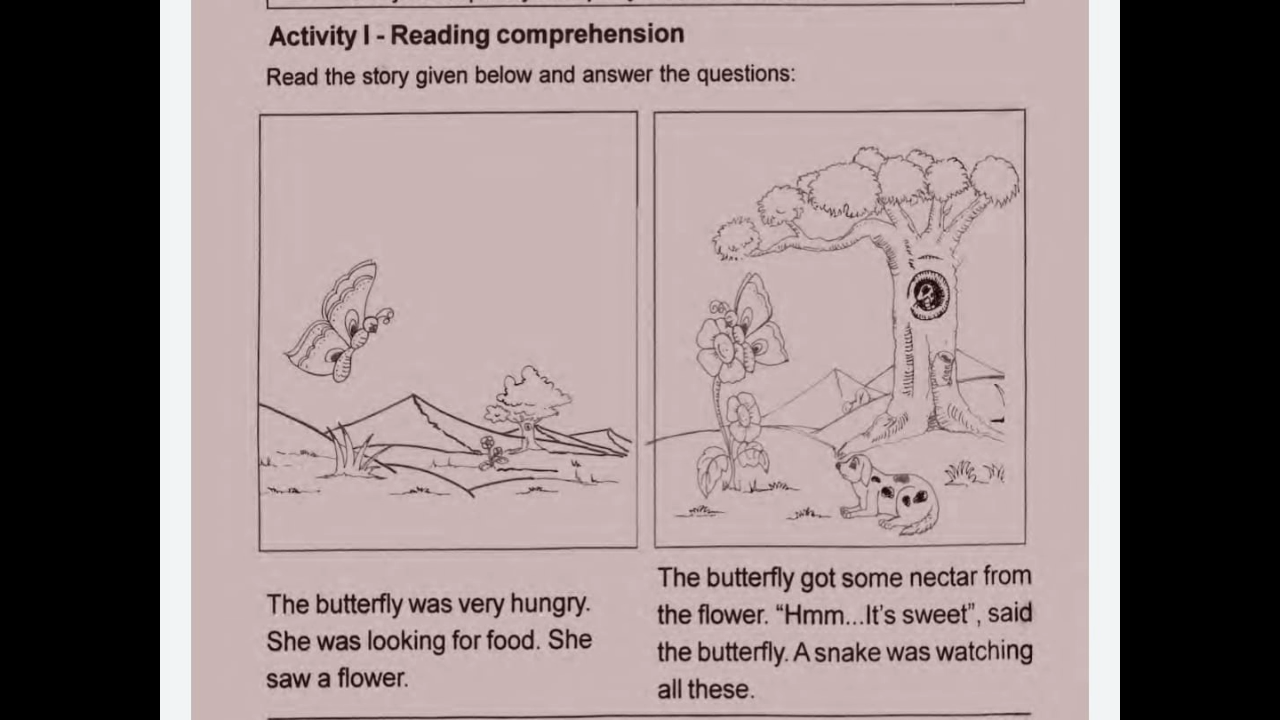 Activity I - Reading comprehension
Read the story given below and answer the questions:
The butterfly was very hungry.
She was looking for food. She
saw a flower.
The butterfly got some nectar from
the flower. “Hmm...It’s sweet”, said
the butterfly. A snake was watching
all these.